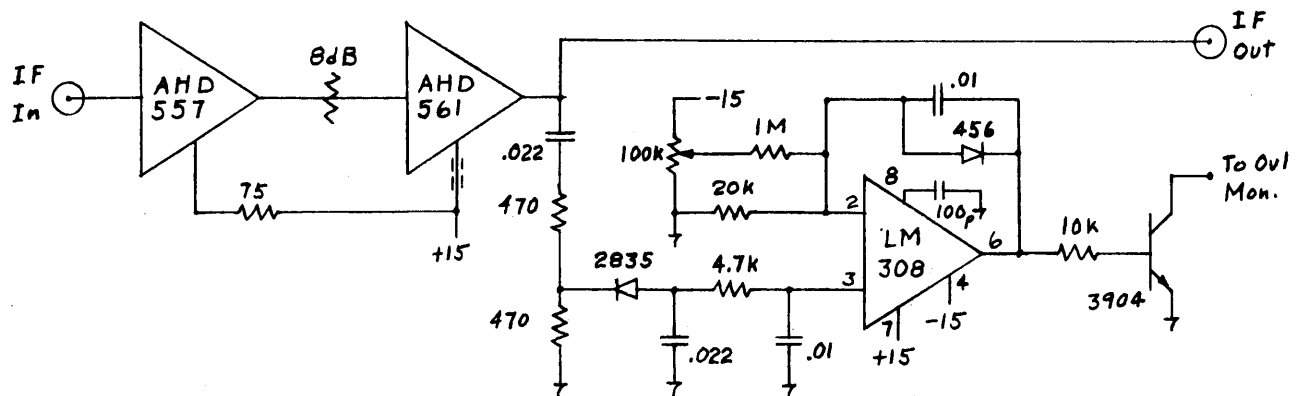 IF
In
AHD
557
8dB
AHD
561
IF
Out
75
+15
.022
470
470
2835
.022
4.7k
.01
-15
100k
1M
20k
.01
456
8
100p
2
3
LM
308
6
4
-15
7
+15
10k
3904
To Ovl
Mon.